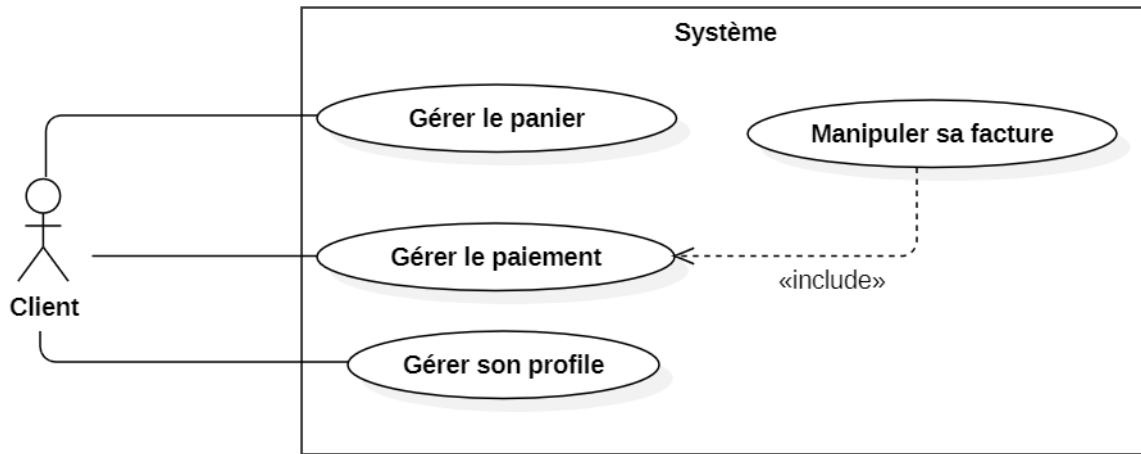 Système
Gérer le panier
Manipuler sa facture
Gérer le paiement
«include»
Client
Gérer son profile